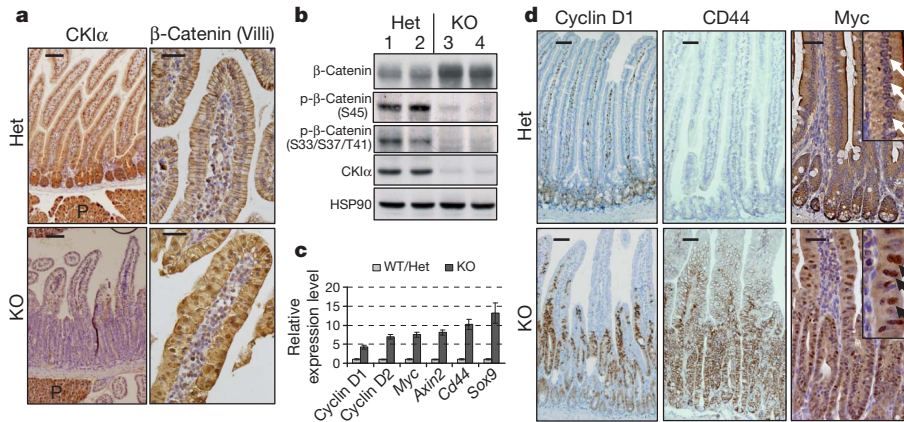 a
CKIα
β-Catenin (Villi)
Het
KO
P
P
b
Het
KO
1 2 3 4
β-Catenin
p-β-Catenin
(S45)
p-β-Catenin
(S33/S37/T41)
CKIα
HSP90
c
WT/Het
KO
Relative
expression level
20
15
10
5
0
Cyclin D1
Cyclin D2
Myc
Axin2
Cd44
Sox9
d
Cyclin D1
CD44
Myc
Het
KO